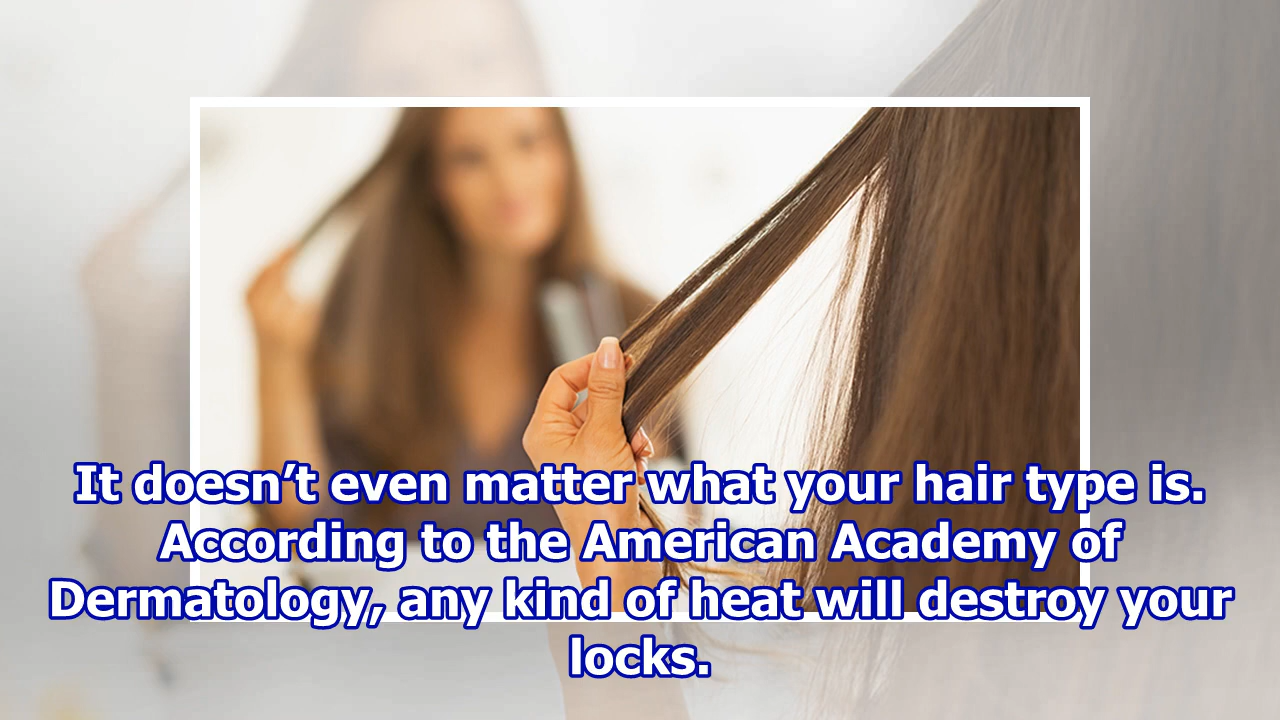 It doesn’t even matter what your hair type is.
According to the American Academy of
Dermatology, any kind of heat will destroy your
locks.